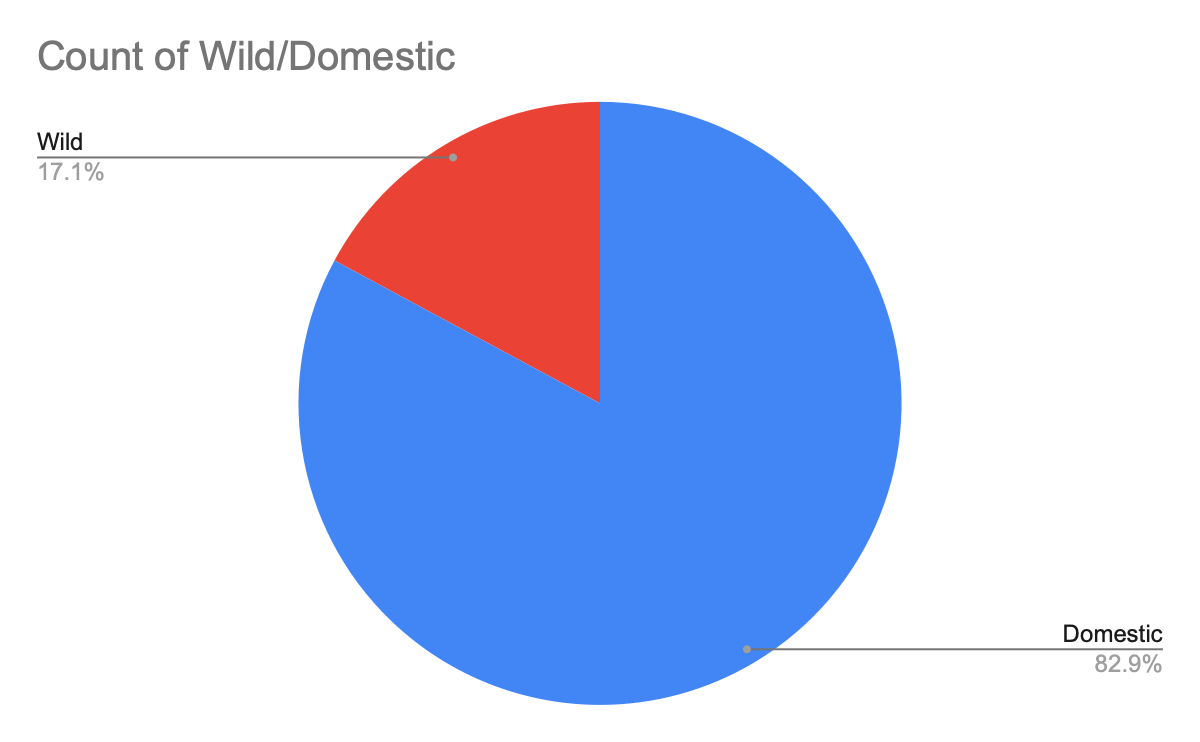 Count of Wild/Domestic
Wild
17.1%
Domestic
82.9%